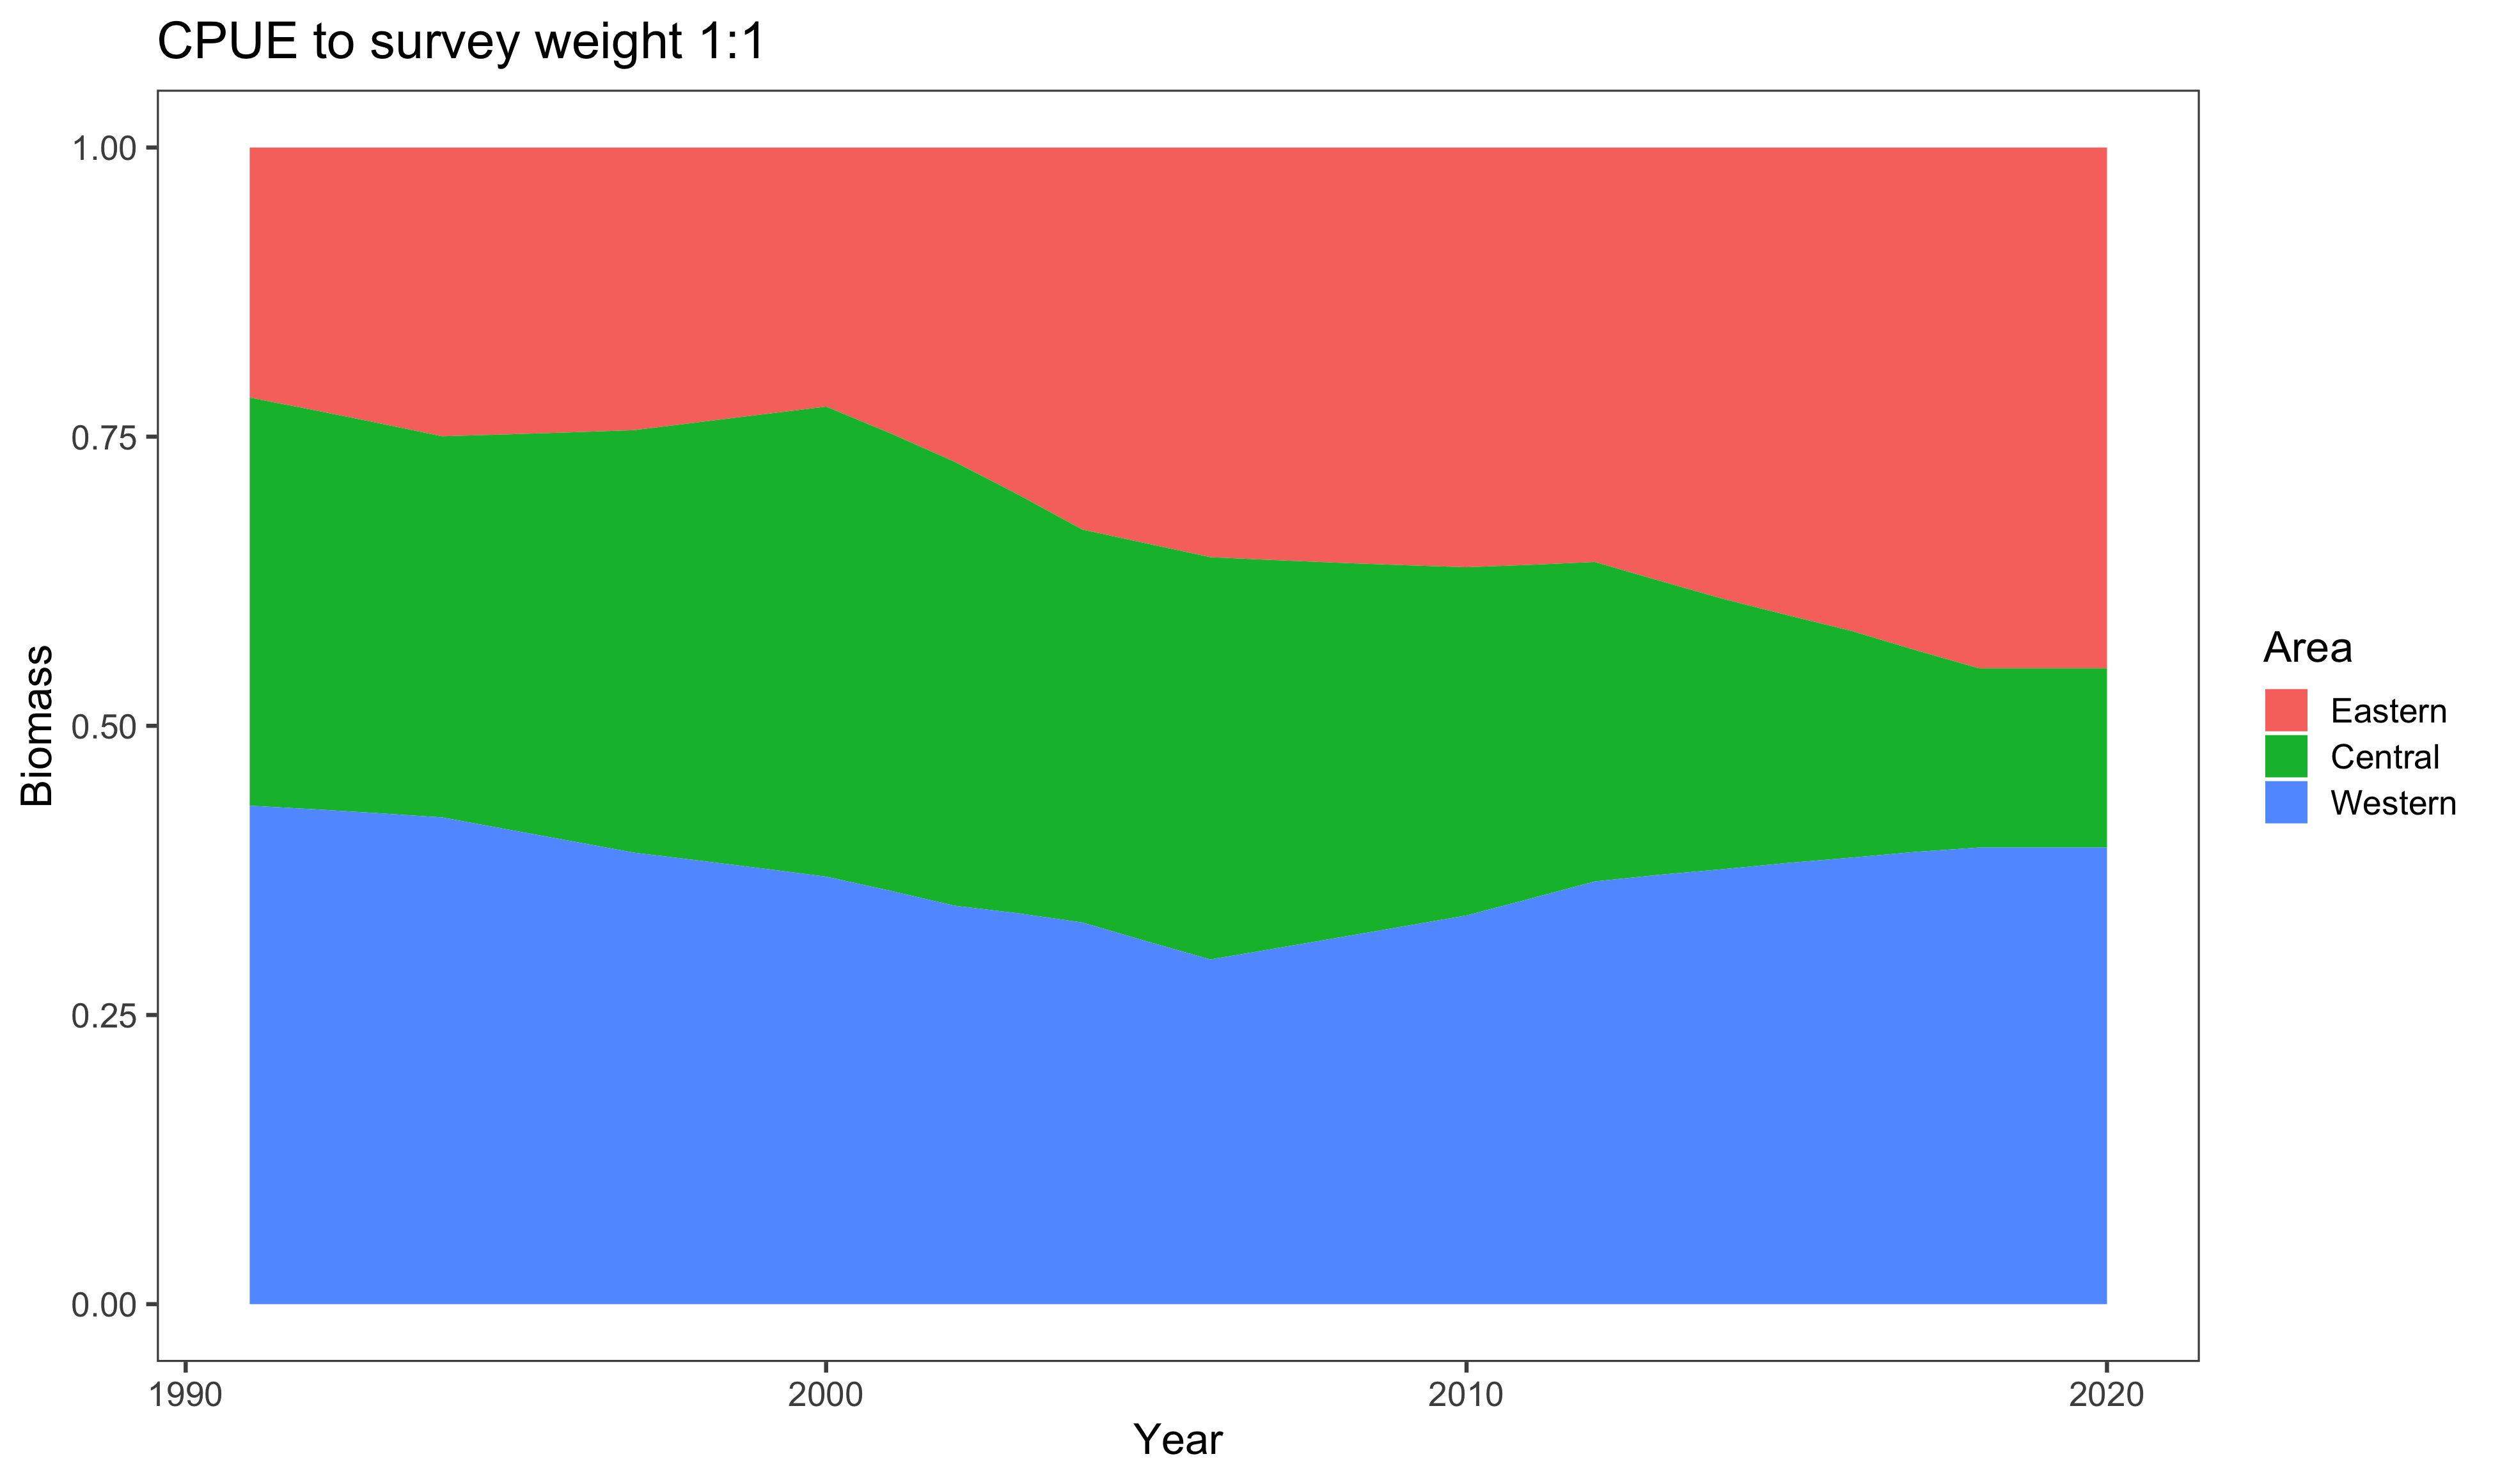 CPUE to survey weight 1:1
1.00
0.75
0.50
0.25
0.00
Biomass
1990 2000 2010 2020
Year
Area
Eastern
Central
Western